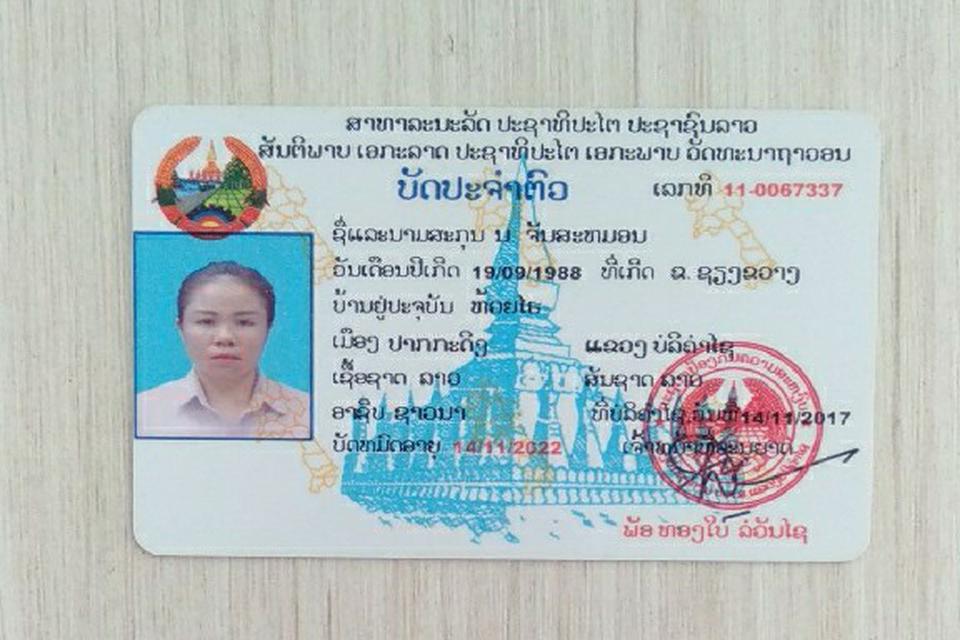 ສາທາລະນະລັດ ປະຊາທິປະໄຕ ປະຊາຊົນລາວ
ສັນຕິພາບ ເອກະລາດ ປະຊາທິປະໄຕ ເອກະພາບ ວັດທະນາຖາວອນ
ບັດປະຈຳຕົວ ເລກທີ 11-0067337
ຊື່ແລະນາມສະກຸນ ນ. ຈັນສະຫມອນ
ວັນເດືອນປີເກີດ 19/09/1988 ທີ່ເກີດ ຂ. ຊຽງຂວາງ
ບ້ານຢູ່ປະຈຸບັນ ຫ້ວຍໄຮ
ເມືອງ ປາກກະດິງ ແຂວງ ບໍລິຄຳໄຊ
ເຊື້ອຊາດ ລາວ ສັນຊາດ ລາວ
ອາຊີບ ຊາວນາ ທີ່ບໍລິຄຳໄຊ.ວັນທີ 14/11/2017
ບັດຫມົດອາຍຸ 14/11/2022 ເຈົ້າຫນ້າທີ່ລົງນາມ
ພັອ ທອງໃບ ລໍວັນໄຊ